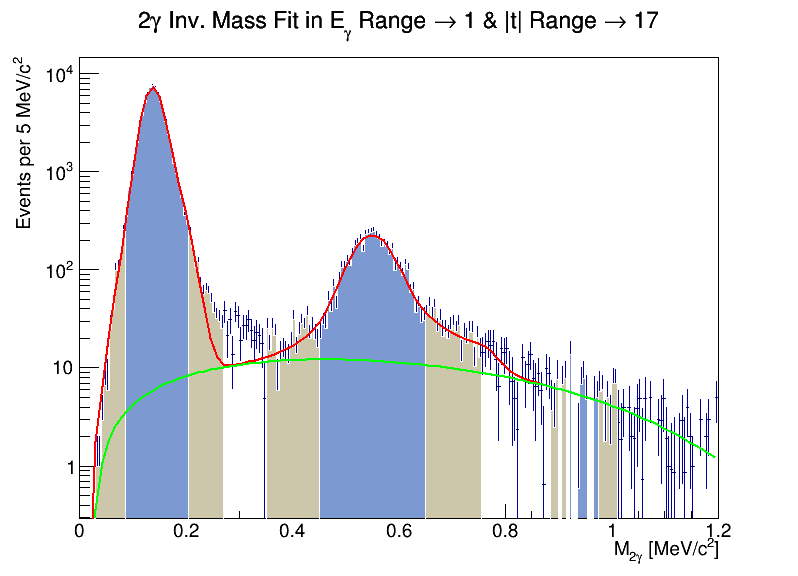 2γ Inv. Mass Fit in Eγ Range → 1 & |t| Range → 17
Events per 5 MeV/c²
10⁴
10³
10²
10
1
0 0.2 0.4 0.6 0.8 1 1.2
M2γ [MeV/c²]